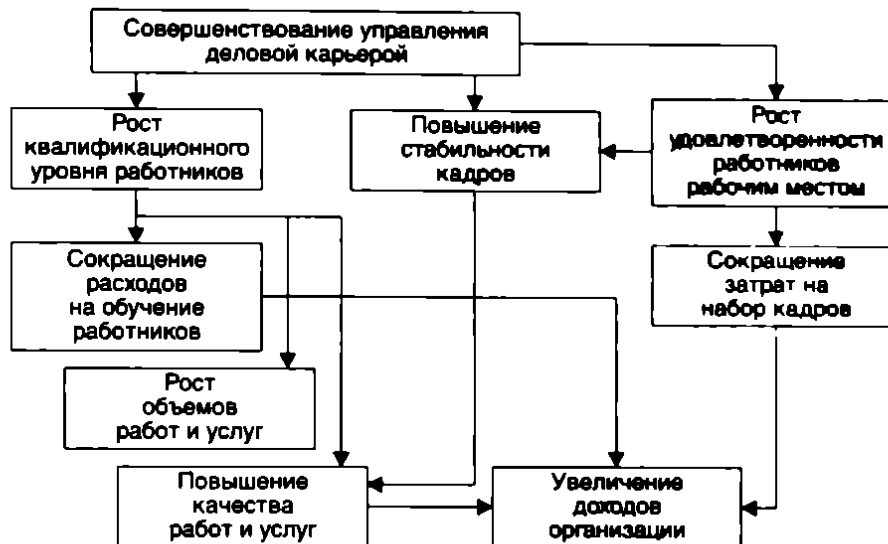 Совершенствование управления
деловой карьерой
Рост
квалификационного
уровня работников
Повышение
стабильности
кадров
Рост
удовлетворенности
работников
рабочим местом
Сокращение
расходов
на обучение
работников
Сокращение
затрат на
набор кадров
Рост
объемов
работ и услуг
Повышение
качества
работ и услуг
Увеличение
доходов
организации